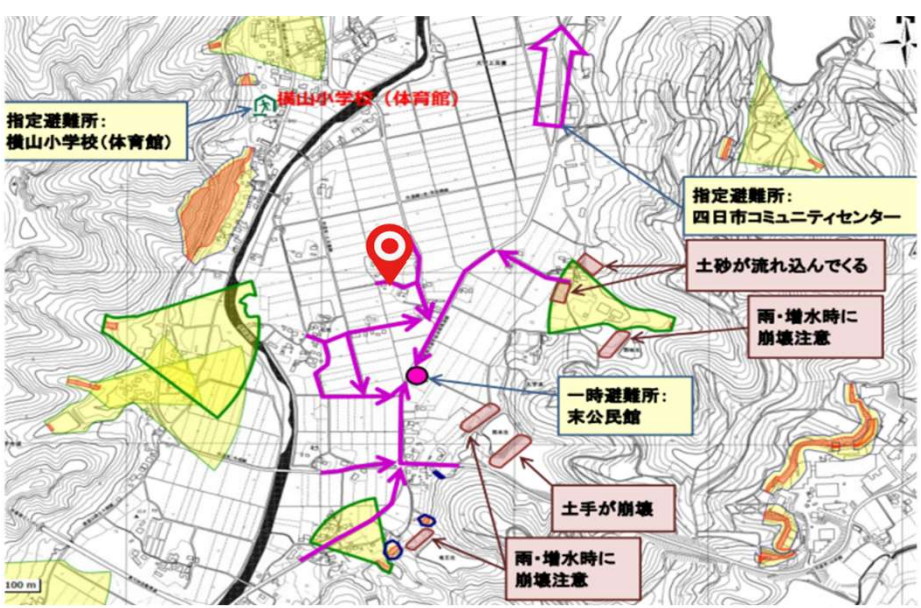 横山小学校（体育館）
指定避難所：
横山小学校（体育館）
指定避難所：
四日市コミュニティセンター
土砂が流れ込んでくる
雨・増水時に
崩壊注意
一時避難所：
末公民館
土手が崩壊
雨・増水時に
崩壊注意
100 m